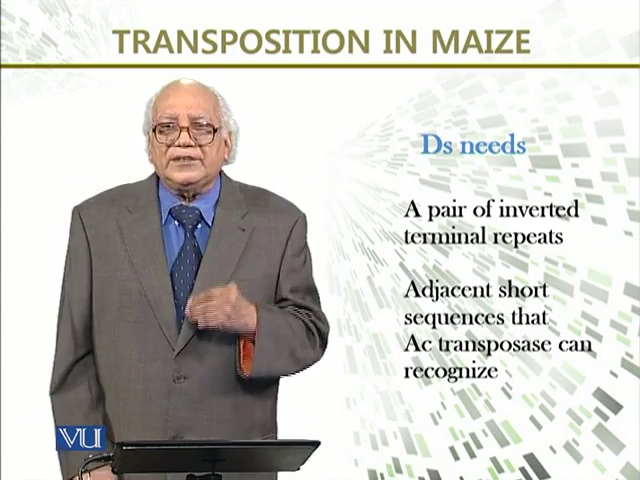 TRANSPOSITION IN MAIZE
Ds needs
A pair of inverted
terminal repeats
Adjacent short
sequences that
Ac transposase can
recognize
VU